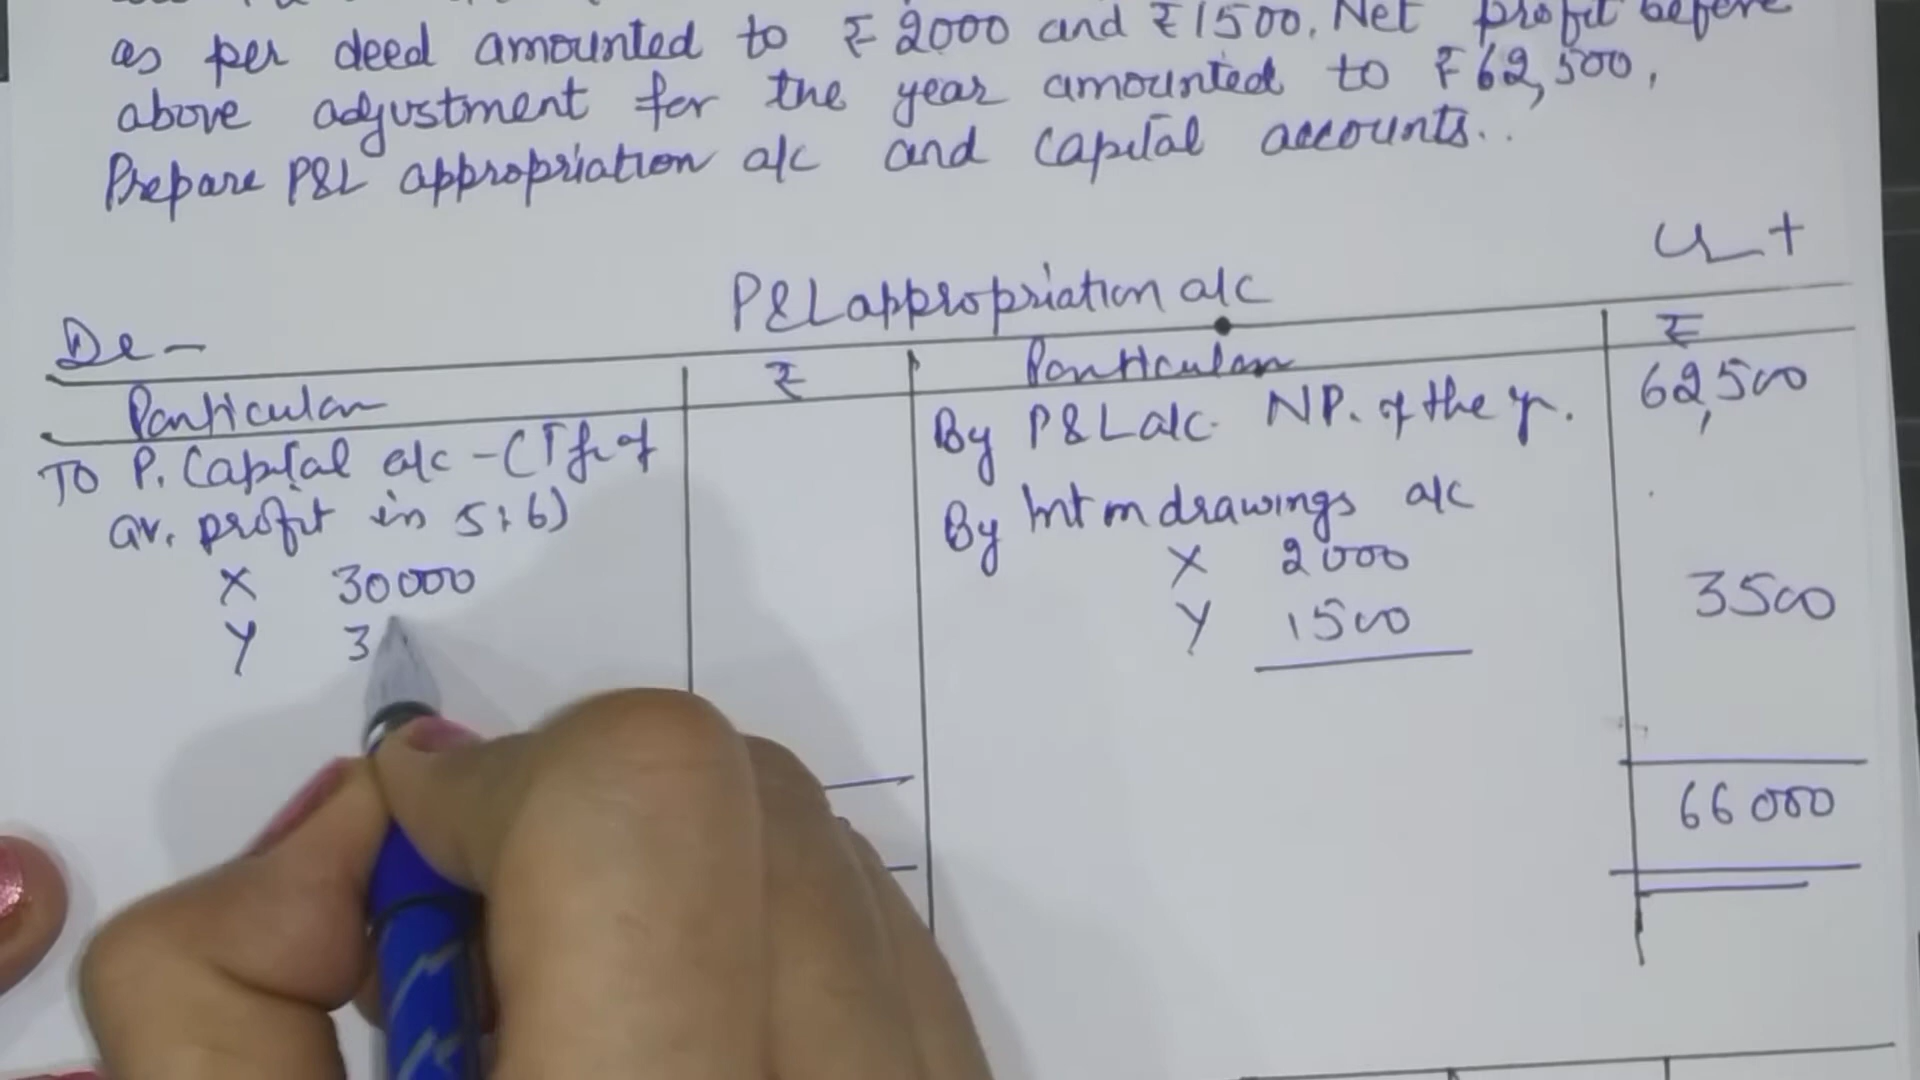 as per deed amounted to ₹2000 and ₹1500. Net profit before
above adjustment for the year amounted to ₹62,500.
Prepare P&L appropriation a/c and capital accounts..
P&L appropriation a/c
Particular ₹ Particular ₹
To P. Capital a/c - (Tfr of
av. profit in 5:6)
X 30000
Y 3
By P&L a/c. NP. of the yr. 62,500
By Int on drawings a/c
X 2000
Y 1500 3500
66000